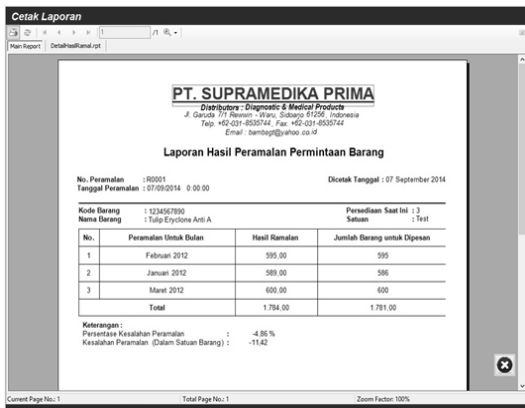 Cetak Laporan
1 /1
Main Report DetailHasilRamal.rpt
PT. SUPRAMEDIKA PRIMA
Distributors : Diagnostic & Medical Products
Jl. Garuda 7/1 Rewwin - Waru, Sidoarjo 61256, Indonesia
Telp. +62-031-8535744, Fax. +62-031-8535744
Email : bambsgt@yahoo.co.id
Laporan Hasil Peramalan Permintaan Barang
No. Peramalan : R0001 Dicetak Tanggal : 07 September 2014
Tanggal Peramalan : 07/09/2014 0:00:00
Kode Barang : 1234567890 Persediaan Saat Ini : 3
Nama Barang : Tulip Eryclone Anti A Satuan : Test
No. Peramalan Untuk Bulan Hasil Ramalan Jumlah Barang untuk Dipesan
1 Februari 2012 595,00 595
2 Januari 2012 589,00 586
3 Maret 2012 600,00 600
Total 1.784,00 1.781,00
Keterangan :
Persentase Kesalahan Peramalan : -4,86 %
Kesalahan Peramalan (Dalam Satuan Barang) : -11,42
Current Page No.: 1 Total Page No.: 1 Zoom Factor: 100%